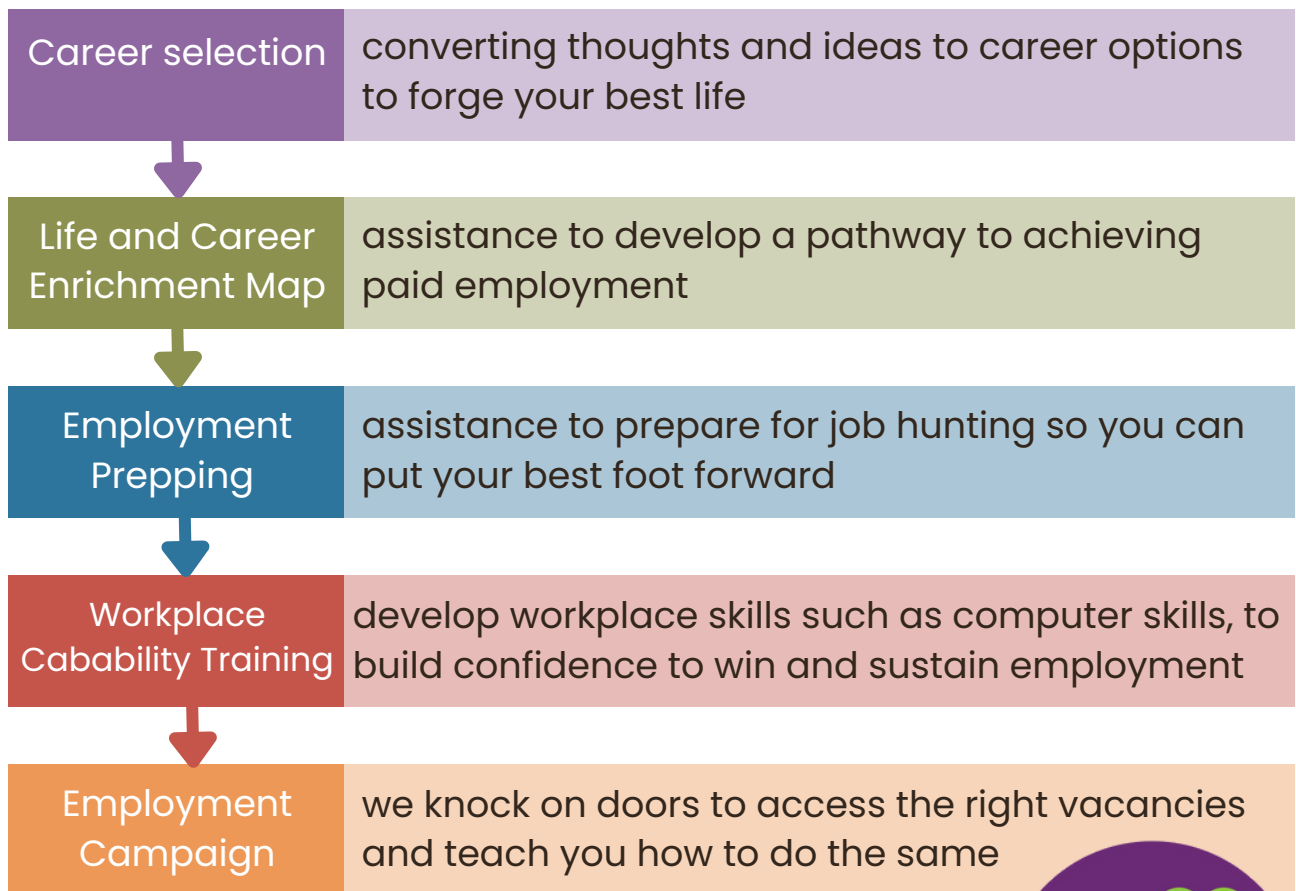 Career selection
converting thoughts and ideas to career options
to forge your best life
Life and Career
Enrichment Map
assistance to develop a pathway to achieving
paid employment
Employment
Prepping
assistance to prepare for job hunting so you can
put your best foot forward
Workplace
Cabability Training
develop workplace skills such as computer skills, to
build confidence to win and sustain employment
Employment
Campaign
we knock on doors to access the right vacancies
and teach you how to do the same